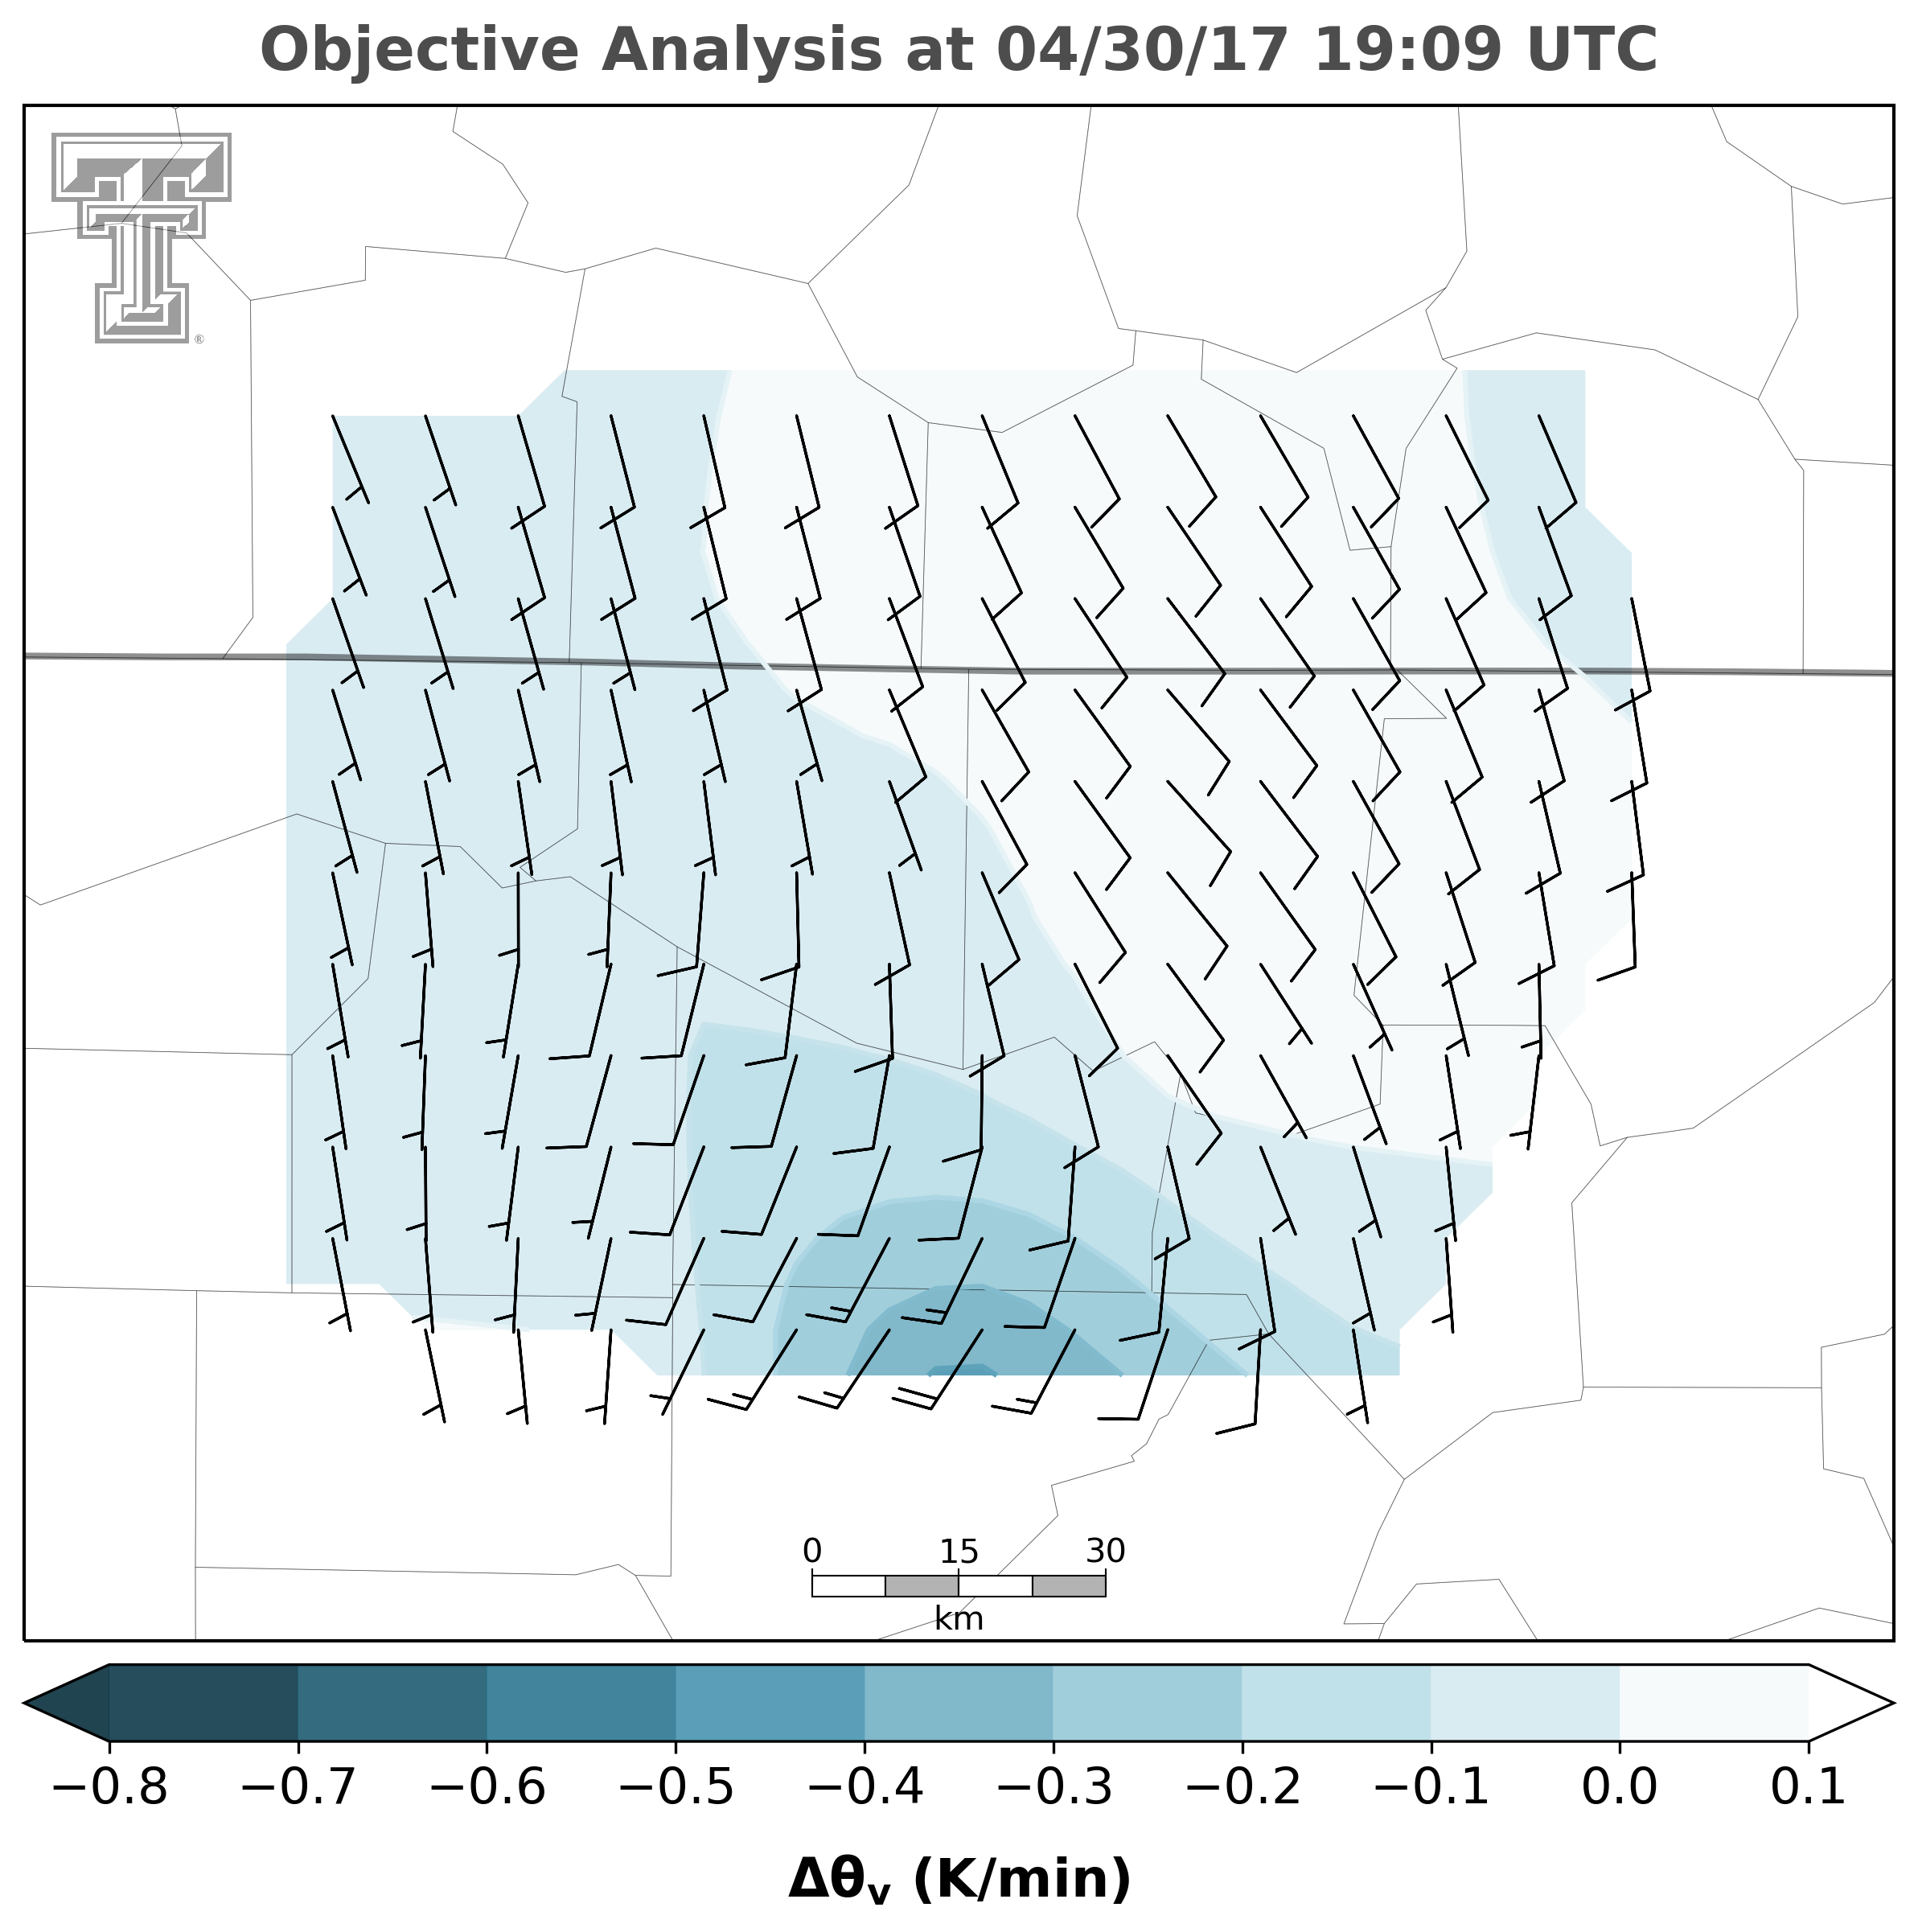 Objective Analysis at 04/30/17 19:09 UTC
®
0 15 30
km
−0.8 −0.7 −0.6 −0.5 −0.4 −0.3 −0.2 −0.1 0.0 0.1
Δθv (K/min)